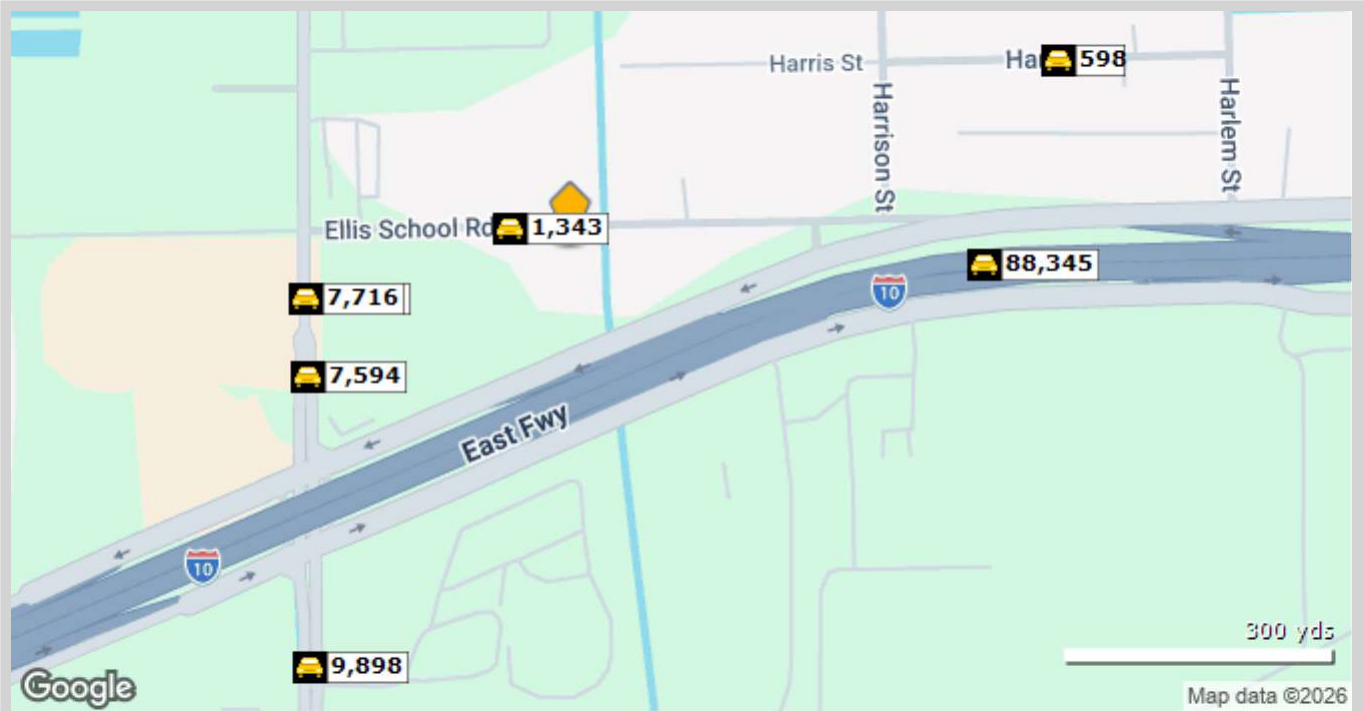 Harris St
Ha
598
Harrison St
Harlem St
Ellis School Rd
1,343
88,345
10
7,716
7,594
East Fwy
10
9,898
300 yds
Google
Map data ©2026